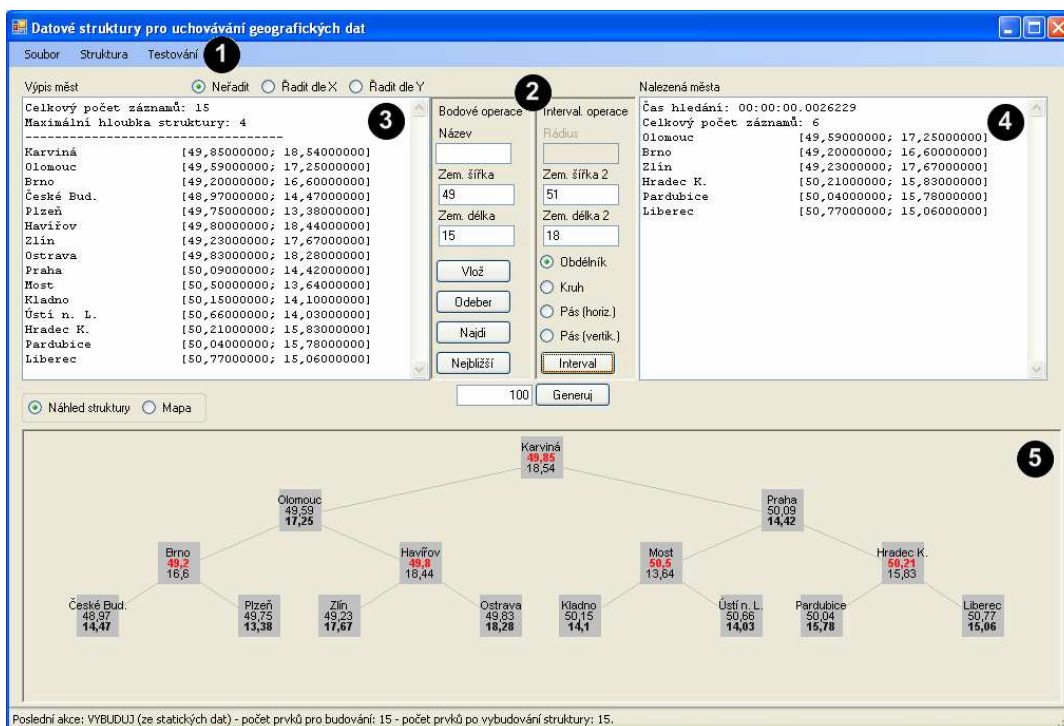 Datové struktury pro uchovávání geografických dat
Soubor Struktura Testování 1
Výpis měst Neřadit Řadit dle X Řadit dle Y
Celkový počet záznamů: 15
Maximální hloubka struktury: 4
----------------------------------
Karviná [49,85000000; 18,54000000]
Olomouc [49,59000000; 17,25000000]
Brno [49,20000000; 16,60000000]
České Bud. [48,97000000; 14,47000000]
Plzeň [49,75000000; 13,38000000]
Havířov [49,80000000; 18,44000000]
Zlín [49,23000000; 17,67000000]
Ostrava [49,83000000; 18,28000000]
Praha [50,09000000; 14,42000000]
Most [50,50000000; 13,64000000]
Kladno [50,15000000; 14,10000000]
Ústí n. L. [50,66000000; 14,03000000]
Hradec K. [50,21000000; 15,83000000]
Pardubice [50,04000000; 15,78000000]
Liberec [50,77000000; 15,06000000]
3
2
Bodové operace
Název
Zem. šířka
49
Zem. délka
15
Vlož
Odeber
Najdi
Nejbližší
Interval. operace
Rádius
Zem. šířka 2
51
Zem. délka 2
18
Obdélník
Kruh
Pás (horiz.)
Pás (vertik.)
Interval
100 Generuj
Nalezená města
Čas hledání: 00:00:00.0026229
Celkový počet záznamů: 6
Olomouc [49,59000000; 17,25000000]
Brno [49,20000000; 16,60000000]
Zlín [49,23000000; 17,67000000]
Hradec K. [50,21000000; 15,83000000]
Pardubice [50,04000000; 15,78000000]
Liberec [50,77000000; 15,06000000]
4
Náhled struktury Mapa
5
Karviná
49,85
18,54
Olomouc
49,59
17,25
Praha
50,09
14,42
Brno
49,2
16,6
Havířov
49,8
18,44
Most
50,5
13,64
Hradec K.
50,21
15,83
České Bud.
48,97
14,47
Plzeň
49,75
13,38
Zlín
49,23
17,67
Ostrava
49,83
18,28
Kladno
50,15
14,1
Ústí n. L.
50,66
14,03
Pardubice
50,04
15,78
Liberec
50,77
15,06
Poslední akce: VYBUDUJ (ze statických dat) - počet prvků pro budování: 15 - počet prvků po vybudování struktury: 15.